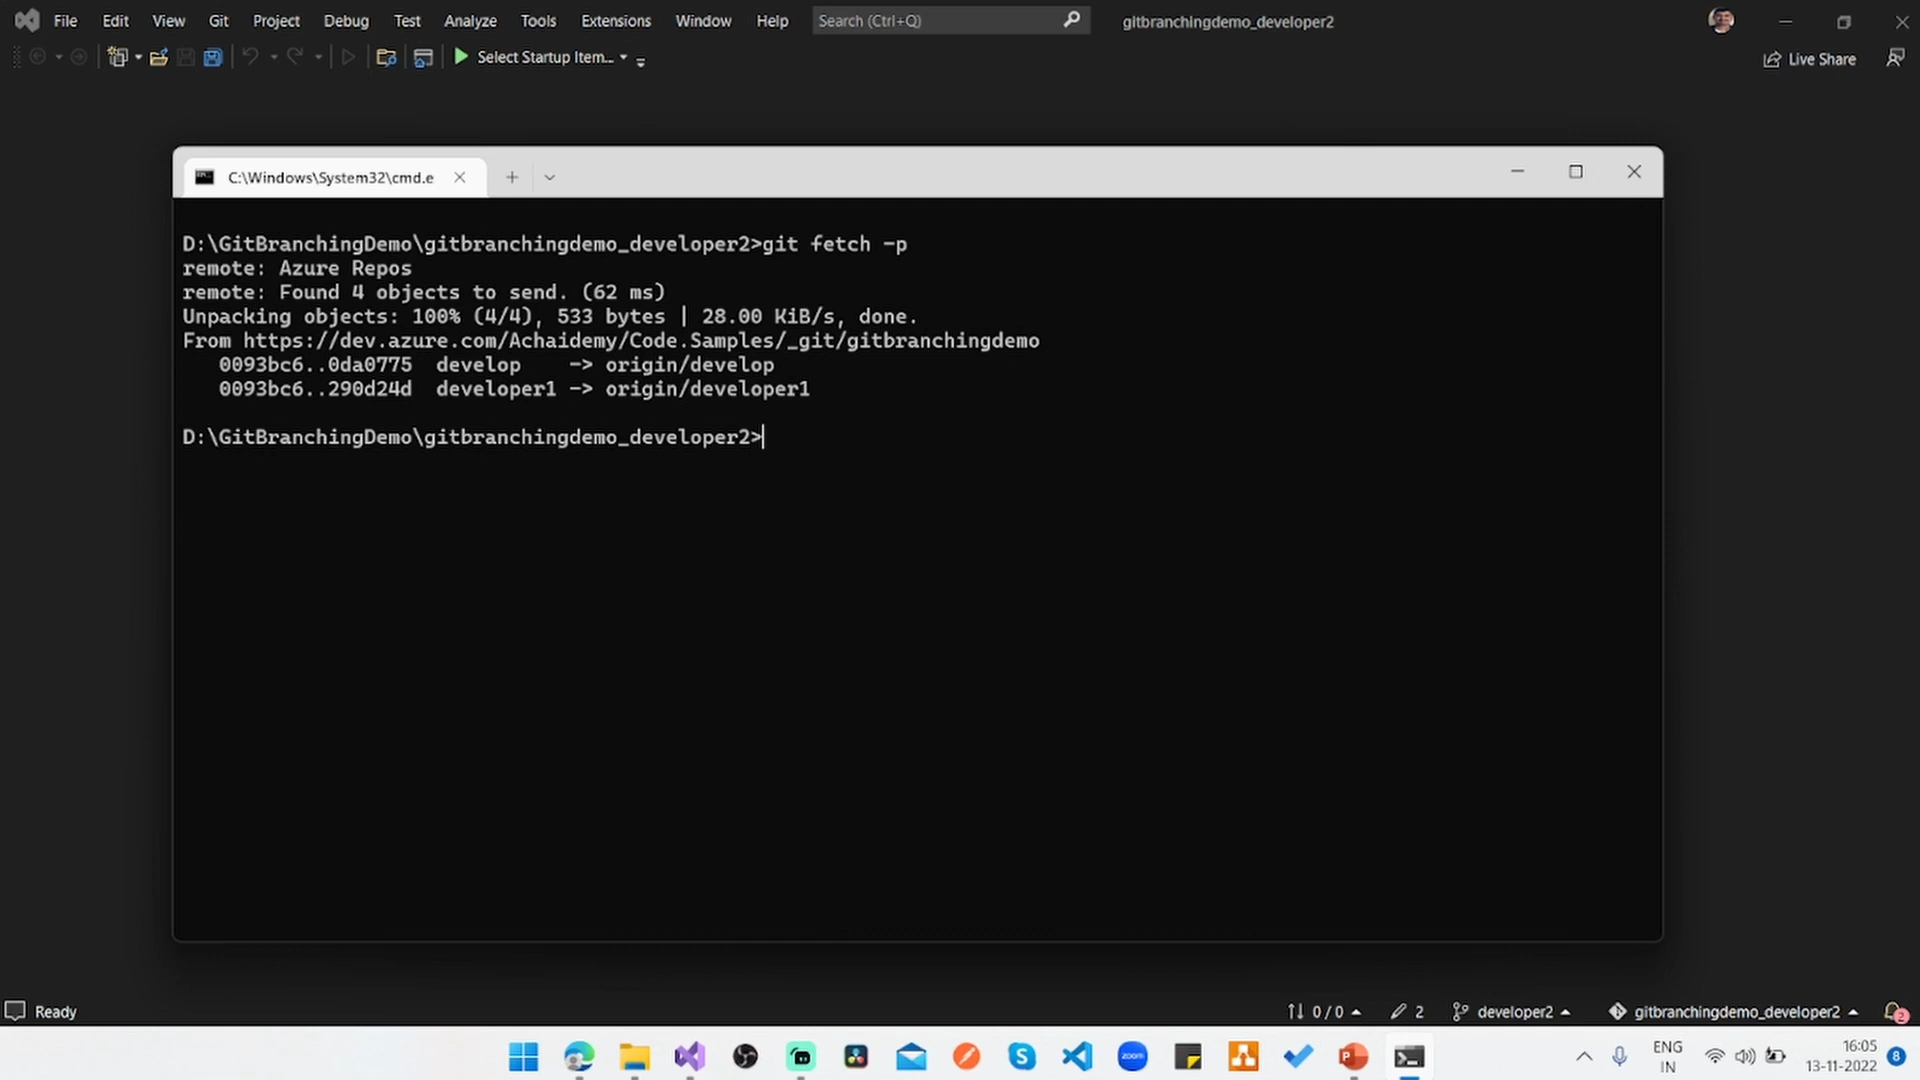 File Edit View Git Project Debug Test Analyze Tools Extensions Window Help Search (Ctrl+Q) gitbranchingdemo_developer2
Select Startup Item... Live Share
C:\Windows\System32\cmd.e
D:\GitBranchingDemo\gitbranchingdemo_developer2>git fetch -p
remote: Azure Repos
remote: Found 4 objects to send. (62 ms)
Unpacking objects: 100% (4/4), 533 bytes | 28.00 KiB/s, done.
From https://dev.azure.com/Achaidemy/Code.Samples/_git/gitbranchingdemo
0093bc6..0da0775 develop -> origin/develop
0093bc6..290d24d developer1 -> origin/developer1
D:\GitBranchingDemo\gitbranchingdemo_developer2>
Ready 0 / 0 2 developer2 gitbranchingdemo_developer2 2
zoom ENG 16:05 8
IN 13-11-2022